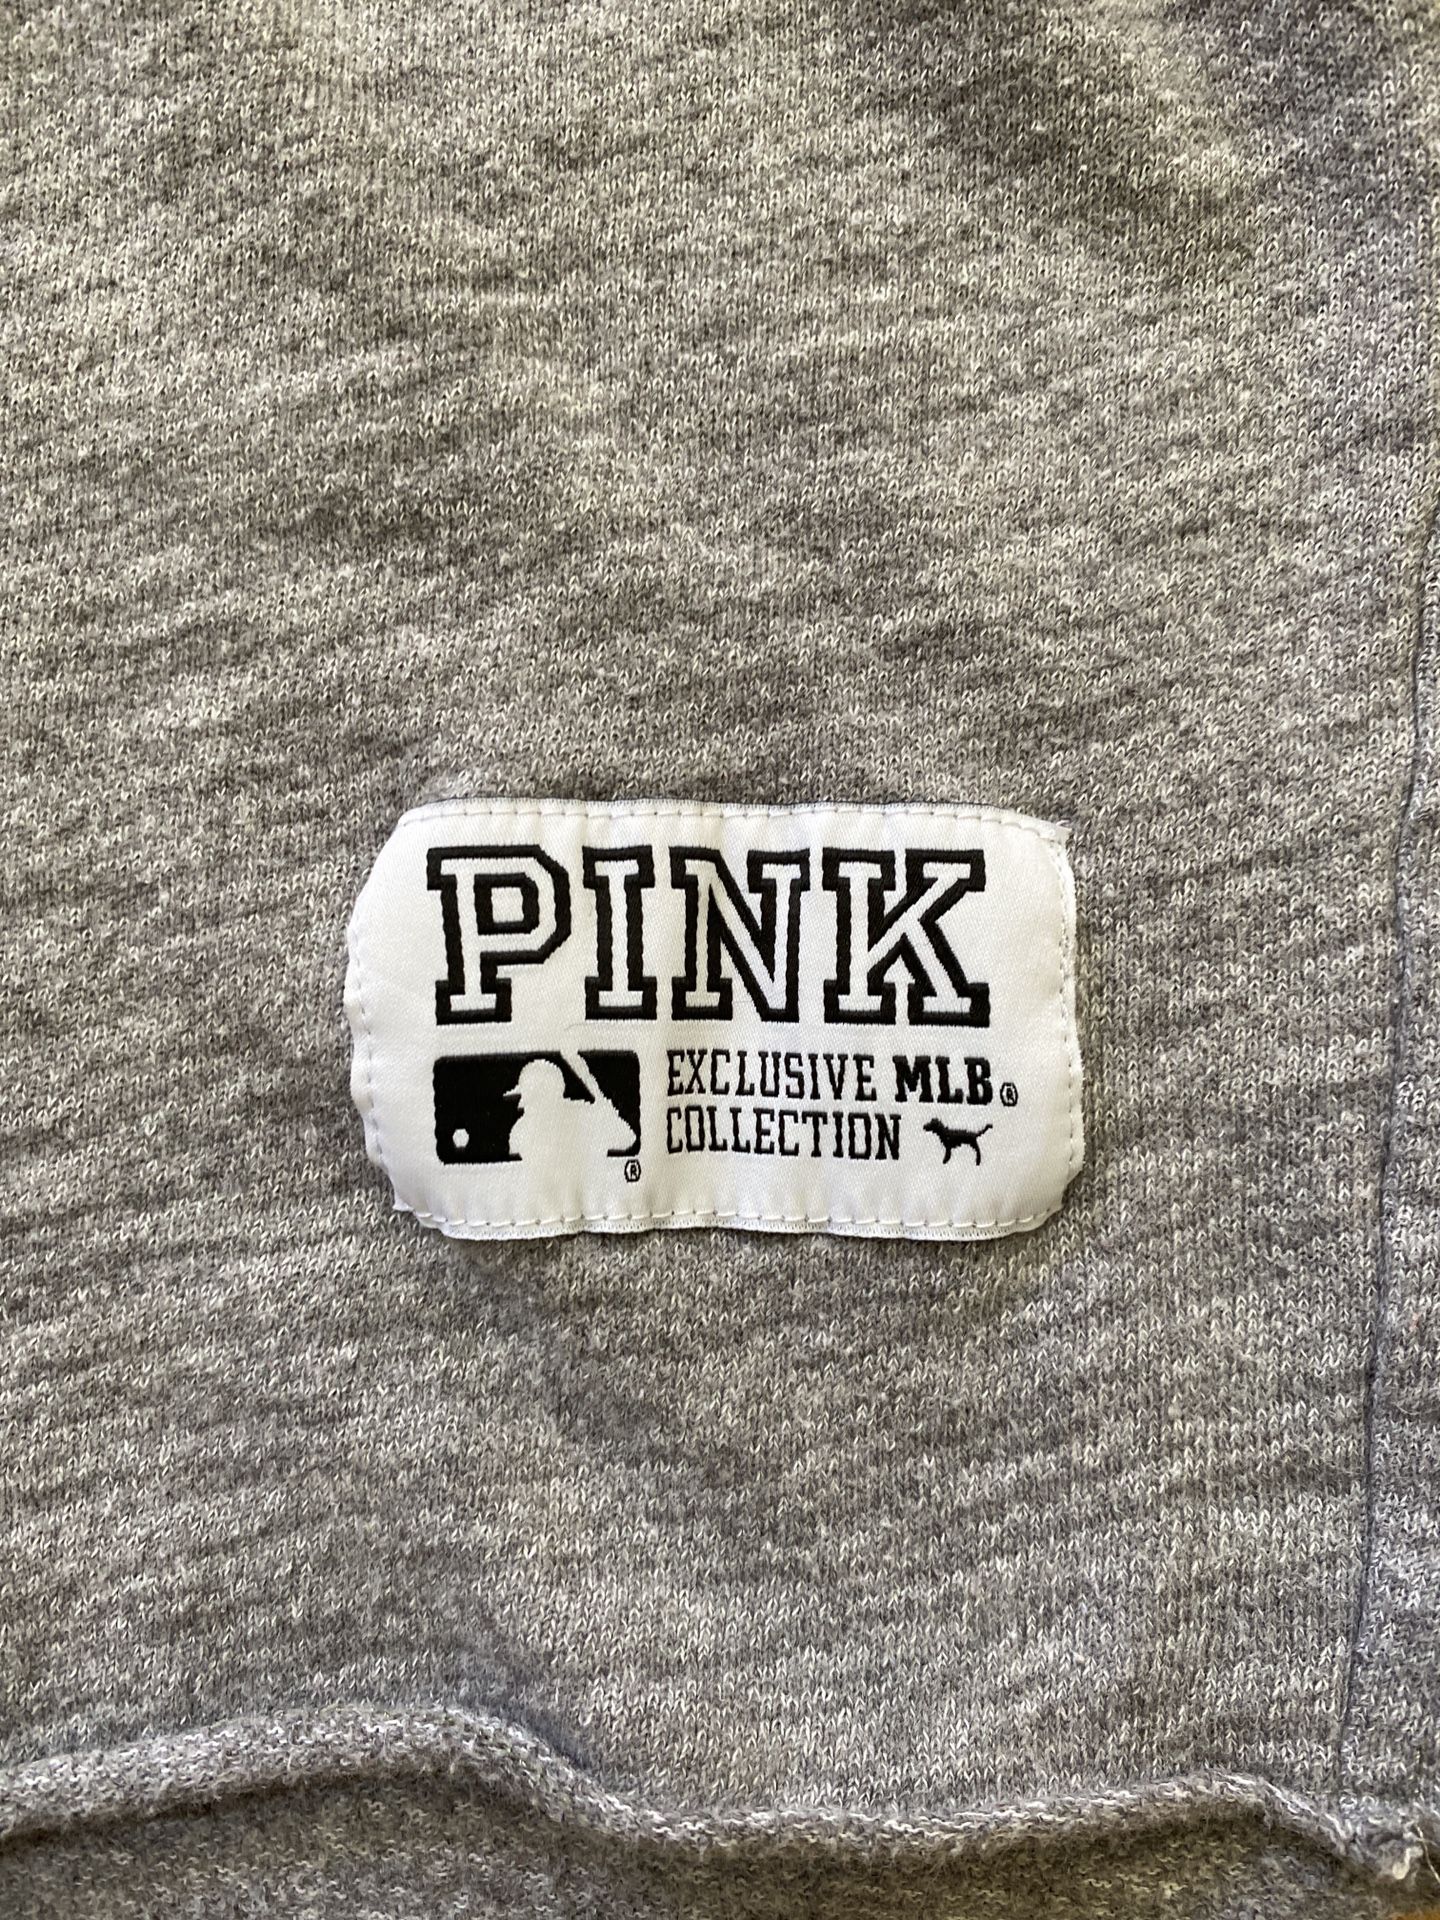 PINK
EXCLUSIVE MLB®
COLLECTION
®